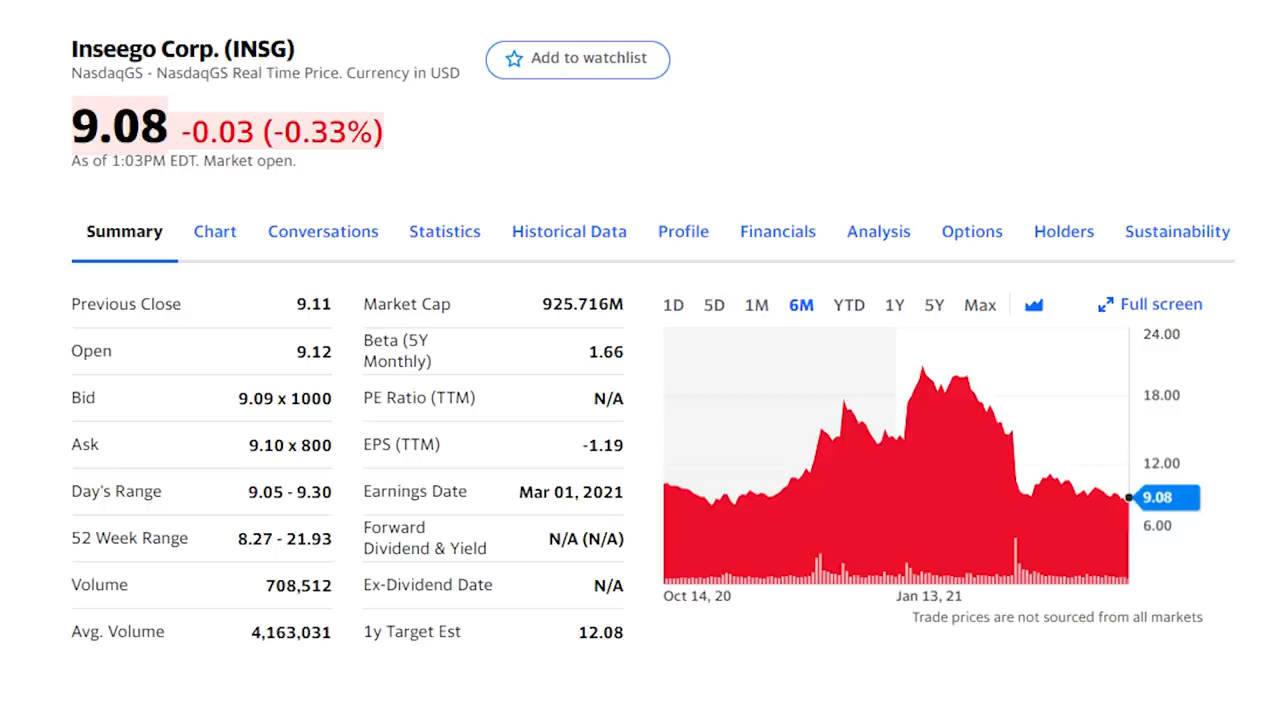 Inseego Corp. (INSG)
NasdaqGS - NasdaqGS Real Time Price. Currency in USD
Add to watchlist
9.08 -0.03 (-0.33%)
As of 1:03PM EDT. Market open.
Summary Chart Conversations Statistics Historical Data Profile Financials Analysis Options Holders Sustainability
Previous Close 9.11
Open 9.12
Bid 9.09 x 1000
Ask 9.10 x 800
Day's Range 9.05 - 9.30
52 Week Range 8.27 - 21.93
Volume 708,512
Avg. Volume 4,163,031
Market Cap 925.716M
Beta (5Y
Monthly) 1.66
PE Ratio (TTM) N/A
EPS (TTM) -1.19
Earnings Date Mar 01, 2021
Forward
Dividend & Yield N/A (N/A)
Ex-Dividend Date N/A
1y Target Est 12.08
1D 5D 1M 6M YTD 1Y 5Y Max Full screen
24.00
18.00
12.00
9.08
6.00
Oct 14, 20 Jan 13, 21
Trade prices are not sourced from all markets